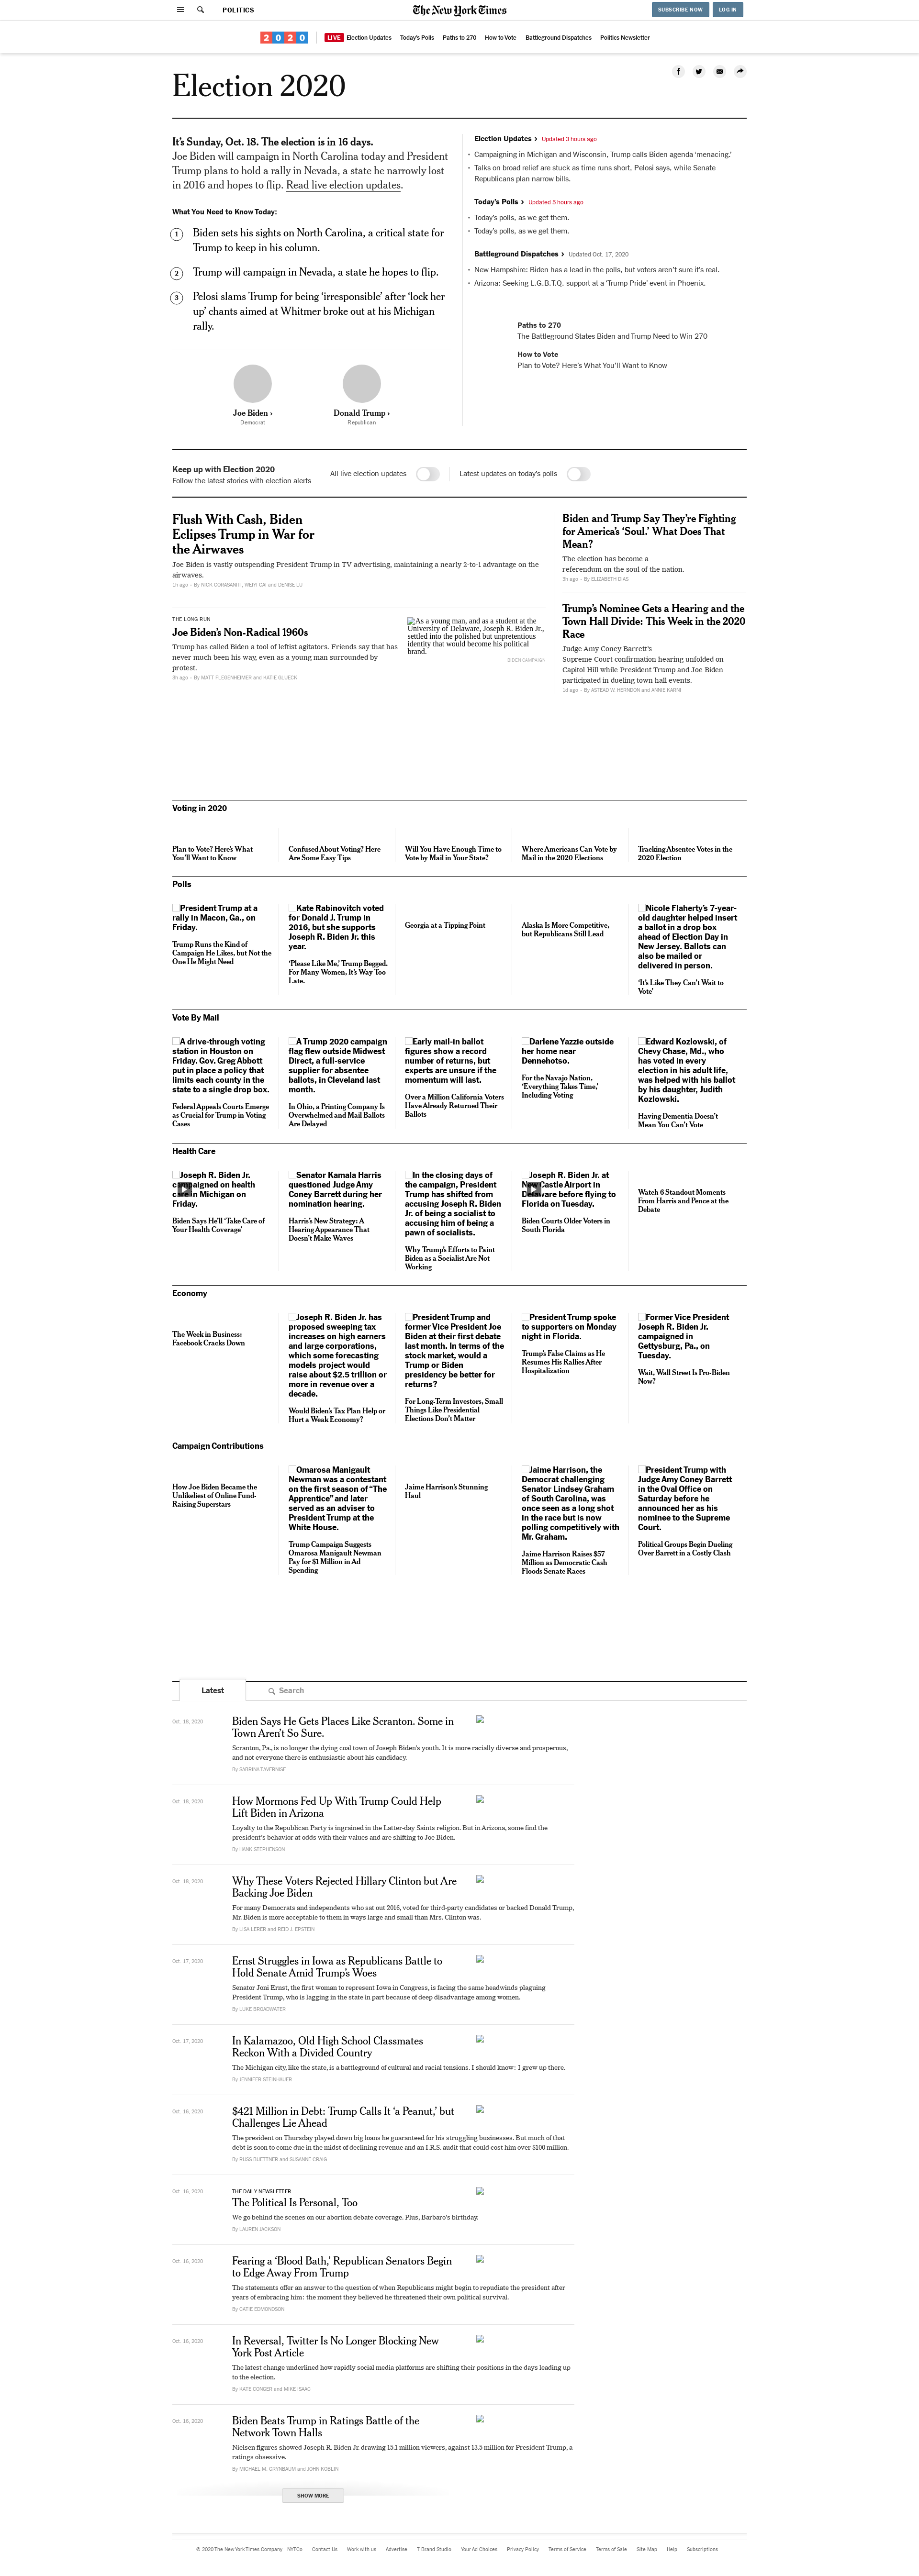 POLITICS
The New York Times
SUBSCRIBE NOW
LOG IN
2020
LIVE Election Updates
Today's Polls
Paths to 270
How to Vote
Battleground Dispatches
Politics Newsletter
Election 2020
It's Sunday, Oct. 18. The election is in 16 days.
Joe Biden will campaign in North Carolina today and President
Trump plans to hold a rally in Nevada, a state he narrowly lost
in 2016 and hopes to flip. Read live election updates.
What You Need to Know Today:
1
Biden sets his sights on North Carolina, a critical state for
Trump to keep in his column.
2
Trump will campaign in Nevada, a state he hopes to flip.
3
Pelosi slams Trump for being 'irresponsible' after 'lock her
up' chants aimed at Whitmer broke out at his Michigan
rally.
Joe Biden ›
Democrat
Donald Trump ›
Republican
Election Updates › Updated 3 hours ago
• Campaigning in Michigan and Wisconsin, Trump calls Biden agenda 'menacing.'
• Talks on broad relief are stuck as time runs short, Pelosi says, while Senate
Republicans plan narrow bills.
Today's Polls › Updated 5 hours ago
• Today's polls, as we get them.
• Today's polls, as we get them.
Battleground Dispatches › Updated Oct. 17, 2020
• New Hampshire: Biden has a lead in the polls, but voters aren't sure it's real.
• Arizona: Seeking L.G.B.T.Q. support at a 'Trump Pride' event in Phoenix.
Paths to 270
The Battleground States Biden and Trump Need to Win 270
How to Vote
Plan to Vote? Here's What You'll Want to Know
Keep up with Election 2020
Follow the latest stories with election alerts
All live election updates
Latest updates on today's polls
Flush With Cash, Biden
Eclipses Trump in War for
the Airwaves
Joe Biden is vastly outspending President Trump in TV advertising, maintaining a nearly 2-to-1 advantage on the
airwaves.
1h ago – By NICK CORASANITI, WEIYI CAI and DENISE LU
THE LONG RUN
Joe Biden's Non-Radical 1960s
Trump has called Biden a tool of leftist agitators. Friends say that has
never much been his way, even as a young man surrounded by
protest.
3h ago – By MATT FLEGENHEIMER and KATIE GLUECK
As a young man, and as a student at the
University of Delaware, Joseph R. Biden Jr.,
settled into the polished but unpretentious
identity that would become his political
brand.
BIDEN CAMPAIGN
Biden and Trump Say They're Fighting
for America's 'Soul.' What Does That
Mean?
The election has become a
referendum on the soul of the nation.
3h ago – By ELIZABETH DIAS
Trump's Nominee Gets a Hearing and the
Town Hall Divide: This Week in the 2020
Race
Judge Amy Coney Barrett's
Supreme Court confirmation hearing unfolded on
Capitol Hill while President Trump and Joe Biden
participated in dueling town hall events.
1d ago – By ASTEAD W. HERNDON and ANNIE KARNI
Voting in 2020
Plan to Vote? Here's What
You'll Want to Know
Confused About Voting? Here
Are Some Easy Tips
Will You Have Enough Time to
Vote by Mail in Your State?
Where Americans Can Vote by
Mail in the 2020 Elections
Tracking Absentee Votes in the
2020 Election
Polls
President Trump at a
rally in Macon, Ga., on
Friday.
Trump Runs the Kind of
Campaign He Likes, but Not the
One He Might Need
Kate Rabinovitch voted
for Donald J. Trump in
2016, but she supports
Joseph R. Biden Jr. this
year.
'Please Like Me,' Trump Begged.
For Many Women, It's Way Too
Late.
Georgia at a Tipping Point
Alaska Is More Competitive,
but Republicans Still Lead
Nicole Flaherty's 7-year-
old daughter helped insert
a ballot in a drop box
ahead of Election Day in
New Jersey. Ballots can
also be mailed or
delivered in person.
'It's Like They Can't Wait to
Vote'
Vote By Mail
A drive-through voting
station in Houston on
Friday. Gov. Greg Abbott
put in place a policy that
limits each county in the
state to a single drop box.
Federal Appeals Courts Emerge
as Crucial for Trump in Voting
Cases
A Trump 2020 campaign
flag flew outside Midwest
Direct, a full-service
supplier for absentee
ballots, in Cleveland last
month.
In Ohio, a Printing Company Is
Overwhelmed and Mail Ballots
Are Delayed
Early mail-in ballot
figures show a record
number of returns, but
experts are unsure if the
momentum will last.
Over a Million California Voters
Have Already Returned Their
Ballots
Darlene Yazzie outside
her home near
Dennehotso.
For the Navajo Nation,
'Everything Takes Time,'
Including Voting
Edward Kozlowski, of
Chevy Chase, Md., who
has voted in every
election in his adult life,
was helped with his ballot
by his daughter, Judith
Kozlowski.
Having Dementia Doesn't
Mean You Can't Vote
Health Care
Joseph R. Biden Jr.
campaigned on health
in Michigan on
Friday.
Biden Says He'll 'Take Care of
Your Health Coverage'
Senator Kamala Harris
questioned Judge Amy
Coney Barrett during her
nomination hearing.
Harris's New Strategy: A
Hearing Appearance That
Doesn't Make Waves
In the closing days of
the campaign, President
Trump has shifted from
accusing Joseph R. Biden
Jr. of being a socialist to
accusing him of being a
pawn of socialists.
Why Trump's Efforts to Paint
Biden as a Socialist Are Not
Working
Joseph R. Biden Jr. at
New Castle Airport in
Delaware before flying to
Florida on Tuesday.
Biden Courts Older Voters in
South Florida
Watch 6 Standout Moments
From Harris and Pence at the
Debate
Economy
The Week in Business:
Facebook Cracks Down
Joseph R. Biden Jr. has
proposed sweeping tax
increases on high earners
and large corporations,
which some forecasting
models project would
raise about $2.5 trillion or
more in revenue over a
decade.
Would Biden's Tax Plan Help or
Hurt a Weak Economy?
President Trump and
former Vice President Joe
Biden at their first debate
last month. In terms of the
stock market, would a
Trump or Biden
presidency be better for
returns?
For Long-Term Investors, Small
Things Like Presidential
Elections Don't Matter
President Trump spoke
to supporters on Monday
night in Florida.
Trump's False Claims as He
Resumes His Rallies After
Hospitalization
Former Vice President
Joseph R. Biden Jr.
campaigned in
Gettysburg, Pa., on
Tuesday.
Wait, Wall Street Is Pro-Biden
Now?
Campaign Contributions
How Joe Biden Became the
Unlikeliest of Online Fund-
Raising Superstars
Omarosa Manigault
Newman was a contestant
on the first season of “The
Apprentice” and later
served as an adviser to
President Trump at the
White House.
Trump Campaign Suggests
Omarosa Manigault Newman
Pay for $1 Million in Ad
Spending
Jaime Harrison's Stunning
Haul
Jaime Harrison, the
Democrat challenging
Senator Lindsey Graham
of South Carolina, was
once seen as a long shot
in the race but is now
polling competitively with
Mr. Graham.
Jaime Harrison Raises $57
Million as Democratic Cash
Floods Senate Races
President Trump with
Judge Amy Coney Barrett
in the Oval Office on
Saturday before he
announced her as his
nominee to the Supreme
Court.
Political Groups Begin Dueling
Over Barrett in a Costly Clash
Latest
Search
Oct. 18, 2020
Biden Says He Gets Places Like Scranton. Some in
Town Aren't So Sure.
Scranton, Pa., is no longer the dying coal town of Joseph Biden's youth. It is more racially diverse and prosperous,
and not everyone there is enthusiastic about his candidacy.
By SABRINA TAVERNISE
Oct. 18, 2020
How Mormons Fed Up With Trump Could Help
Lift Biden in Arizona
Loyalty to the Republican Party is ingrained in the Latter-day Saints religion. But in Arizona, some find the
president's behavior at odds with their values and are shifting to Joe Biden.
By HANK STEPHENSON
Oct. 18, 2020
Why These Voters Rejected Hillary Clinton but Are
Backing Joe Biden
For many Democrats and independents who sat out 2016, voted for third-party candidates or backed Donald Trump,
Mr. Biden is more acceptable to them in ways large and small than Mrs. Clinton was.
By LISA LERER and REID J. EPSTEIN
Oct. 17, 2020
Ernst Struggles in Iowa as Republicans Battle to
Hold Senate Amid Trump's Woes
Senator Joni Ernst, the first woman to represent Iowa in Congress, is facing the same headwinds plaguing
President Trump, who is lagging in the state in part because of deep disadvantage among women.
By LUKE BROADWATER
Oct. 17, 2020
In Kalamazoo, Old High School Classmates
Reckon With a Divided Country
The Michigan city, like the state, is a battleground of cultural and racial tensions. I should know: I grew up there.
By JENNIFER STEINHAUER
Oct. 16, 2020
$421 Million in Debt: Trump Calls It 'a Peanut,' but
Challenges Lie Ahead
The president on Thursday played down big loans he guaranteed for his struggling businesses. But much of that
debt is soon to come due in the midst of declining revenue and an I.R.S. audit that could cost him over $100 million.
By RUSS BUETTNER and SUSANNE CRAIG
Oct. 16, 2020
THE DAILY NEWSLETTER
The Political Is Personal, Too
We go behind the scenes on our abortion debate coverage. Plus, Barbaro's birthday.
By LAUREN JACKSON
Oct. 16, 2020
Fearing a 'Blood Bath,' Republican Senators Begin
to Edge Away From Trump
The statements offer an answer to the question of when Republicans might begin to repudiate the president after
years of embracing him: the moment they believed he threatened their own political survival.
By CATIE EDMONDSON
Oct. 16, 2020
In Reversal, Twitter Is No Longer Blocking New
York Post Article
The latest change underlined how rapidly social media platforms are shifting their positions in the days leading up
to the election.
By KATE CONGER and MIKE ISAAC
Oct. 16, 2020
Biden Beats Trump in Ratings Battle of the
Network Town Halls
Nielsen figures showed Joseph R. Biden Jr. drawing 15.1 million viewers, against 13.5 million for President Trump, a
ratings obsessive.
By MICHAEL M. GRYNBAUM and JOHN KOBLIN
SHOW MORE
© 2020 The New York Times Company
NYTCo
Contact Us
Work with us
Advertise
T Brand Studio
Your Ad Choices
Privacy Policy
Terms of Service
Terms of Sale
Site Map
Help
Subscriptions